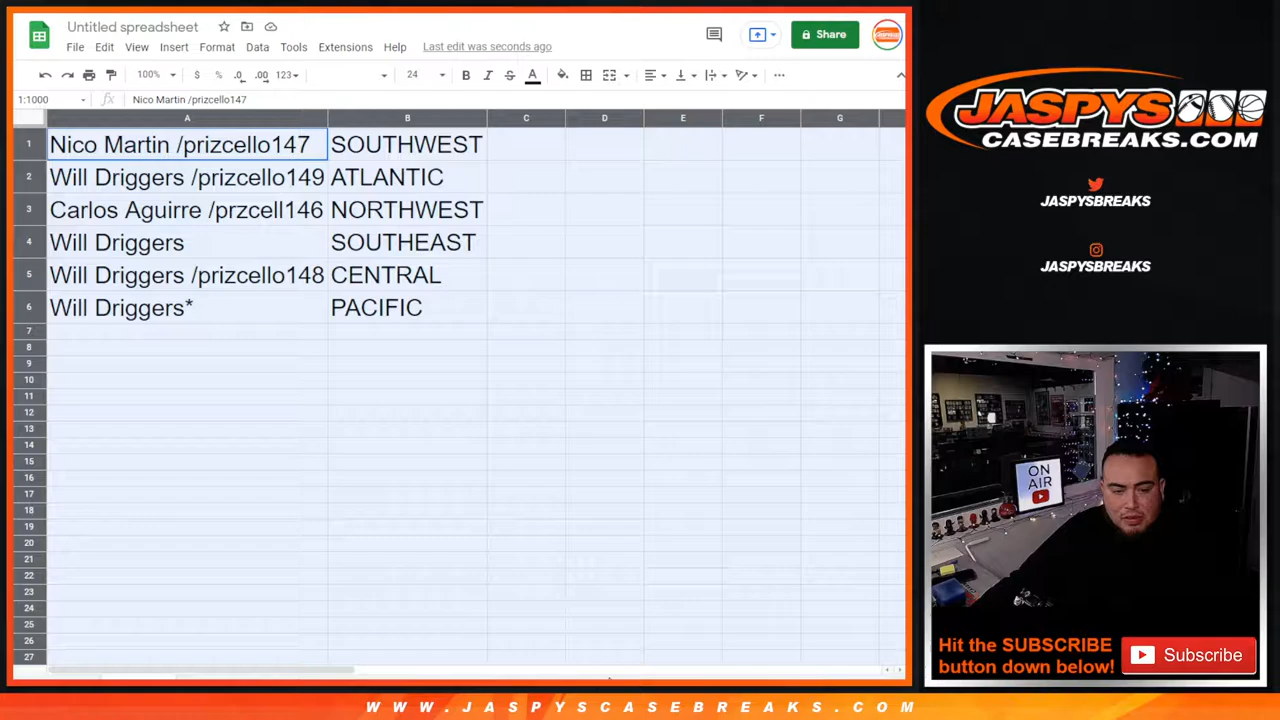 Untitled spreadsheet
File Edit View Insert Format Data Tools Extensions Help Last edit was seconds ago
Share
100% $ % .0 .00 123 24 B I S A
1:1000 fx Nico Martin /prizcello147
A B C D E F G
1 Nico Martin /prizcello147 SOUTHWEST
2 Will Driggers /prizcello149 ATLANTIC
3 Carlos Aguirre /przcell146 NORTHWEST
4 Will Driggers SOUTHEAST
5 Will Driggers /prizcello148 CENTRAL
6 Will Driggers* PACIFIC
7
8
9
10
11
12
13
14
15
16
17
18
19
20
21
22
23
24
25
26
27
JASPYS
CASEBREAKS.COM
JASPYSBREAKS
JASPYSBREAKS
ON
AIR
Hit the SUBSCRIBE
button down below!
Subscribe
WWW.JASPYSCASEBREAKS.COM